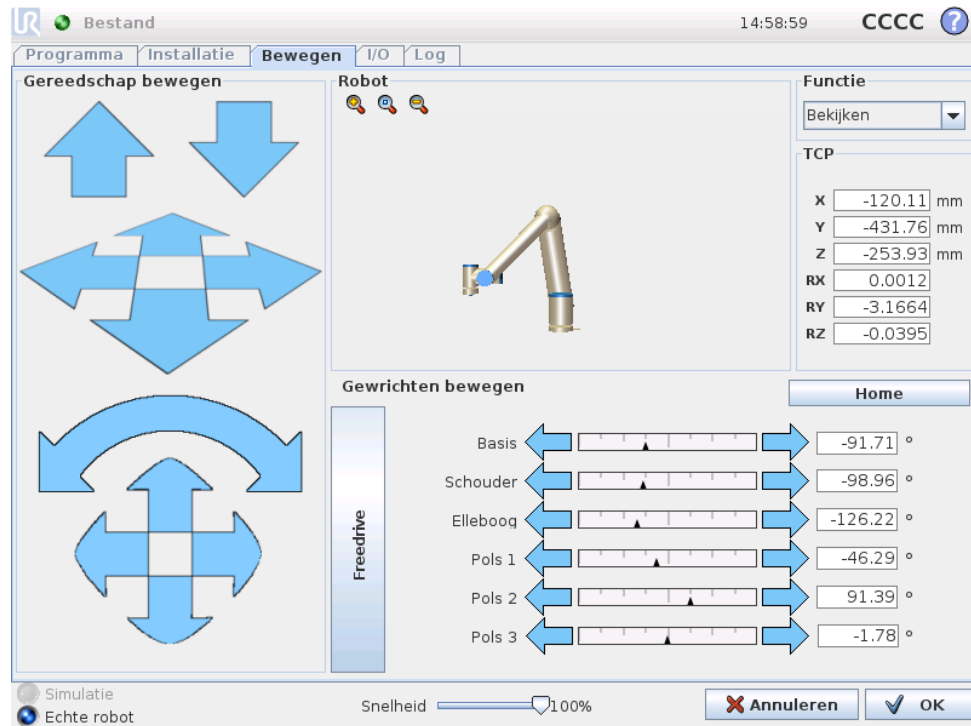 UR Bestand 14:58:59 CCCC ?
Programma Installatie Bewegen I/O Log
Gereedschap bewegen
Robot
Functie
Bekijken
TCP
X -120.11 mm
Y -431.76 mm
Z -253.93 mm
RX 0.0012
RY -3.1664
RZ -0.0395
Gewrichten bewegen
Home
Freedrive
Basis -91.71 °
Schouder -98.96 °
Elleboog -126.22 °
Pols 1 -46.29 °
Pols 2 91.39 °
Pols 3 -1.78 °
Simulatie
Echte robot
Snelheid 100%
Annuleren
OK